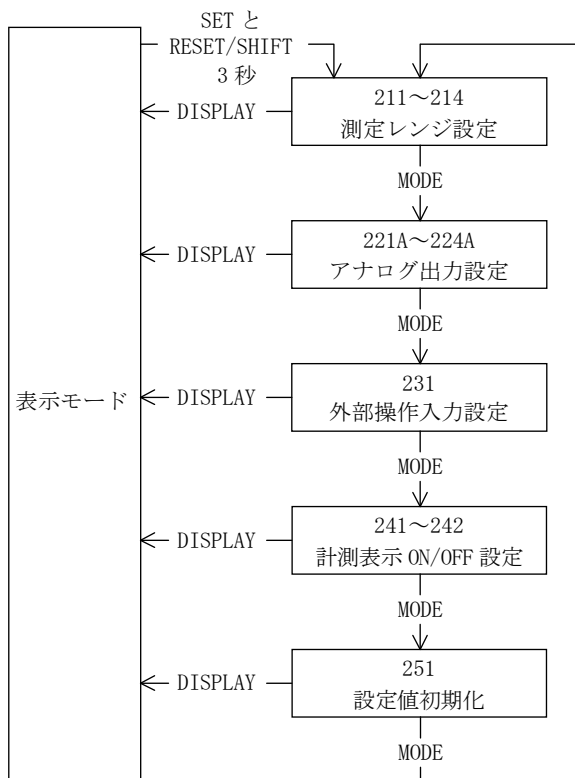 SET と
RESET/SHIFT
3 秒
211～214
測定レンジ設定
DISPLAY
MODE
221A～224A
アナログ出力設定
DISPLAY
MODE
231
外部操作入力設定
表示モード
DISPLAY
MODE
241～242
計測表示 ON/OFF 設定
DISPLAY
MODE
251
設定値初期化
DISPLAY
MODE